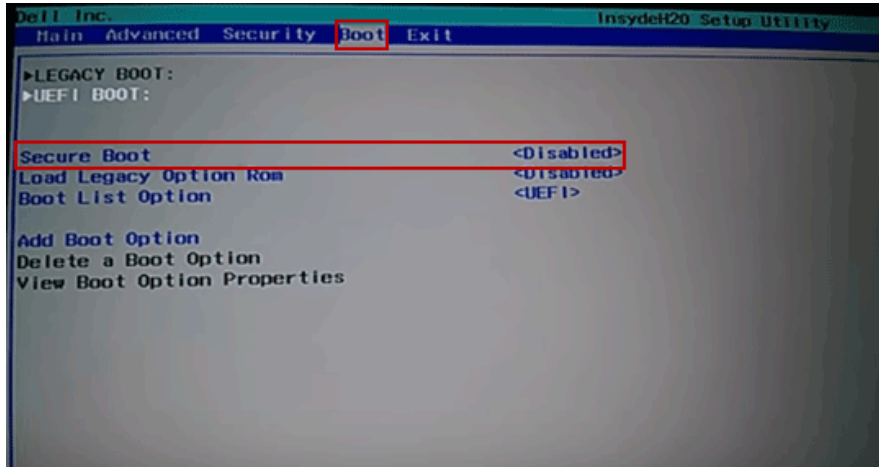 Dell Inc. InsydeH20 Setup Utility
Main Advanced Security Boot Exit
▶LEGACY BOOT:
▶UEFI BOOT:
Secure Boot <Disabled>
Load Legacy Option Rom <Disabled>
Boot List Option <UEFI>
Add Boot Option
Delete a Boot Option
View Boot Option Properties